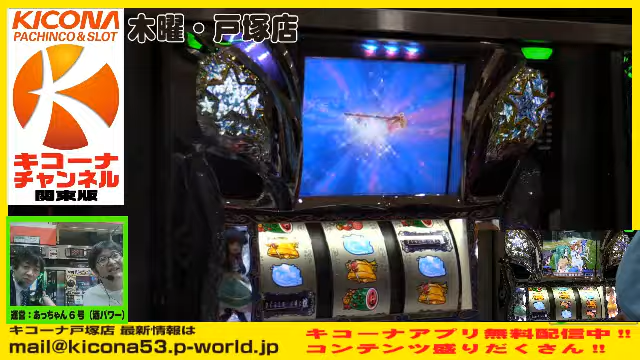 KICONA
PACHINCO & SLOT
木曜・戸塚店
キコーナ
チャンネル
関東版
運営:あっちゃん6号(酒パワー)
キコーナ戸塚店 最新情報は
mail@kicona53.p-world.jp
キコーナアプリ無料配信中!!
コンテンツ盛りだくさん!!